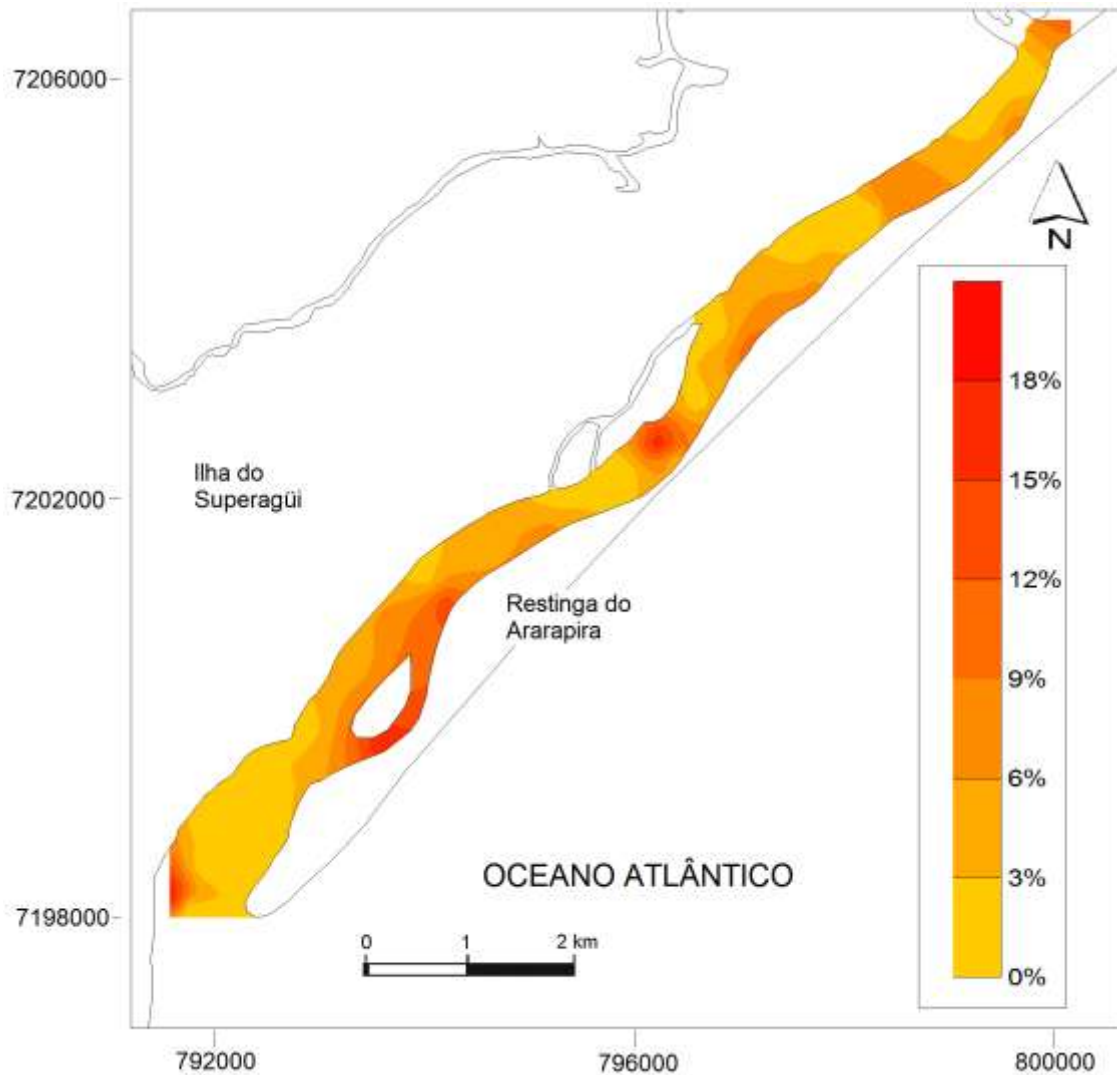 7206000
N
18%
15%
Ilha do
Superagüi
7202000
12%
Restinga do
Ararapira
9%
6%
OCEANO ATLÂNTICO
3%
7198000
0 1 2 km
0%
792000 796000 800000